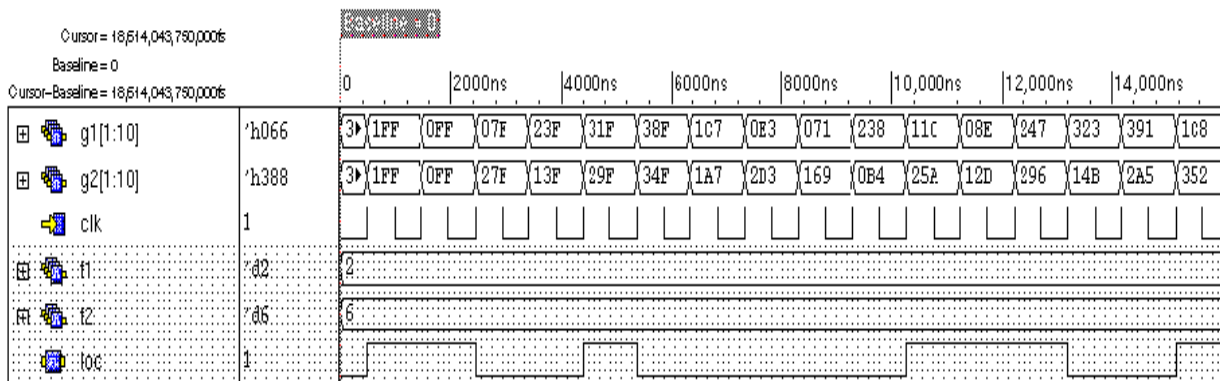 Baseline = 0
Cursor = 18,514,043,750,000fs
Baseline = 0
Cursor-Baseline = 18,514,043,750,000fs
0 2000ns 4000ns 6000ns 8000ns 10,000ns 12,000ns 14,000ns
g1[1:10] 'h066 3 1FF 0FF 07F 23F 31F 38F 1C7 0E3 071 238 11C 08E 247 323 391 1C8
g2[1:10] 'h388 3 1FF 0FF 27F 13F 29F 34F 1A7 2D3 169 0B4 25A 12D 296 14B 2A5 352
clk 1
f1 'd2 2
f2 'd6 6
loc 1